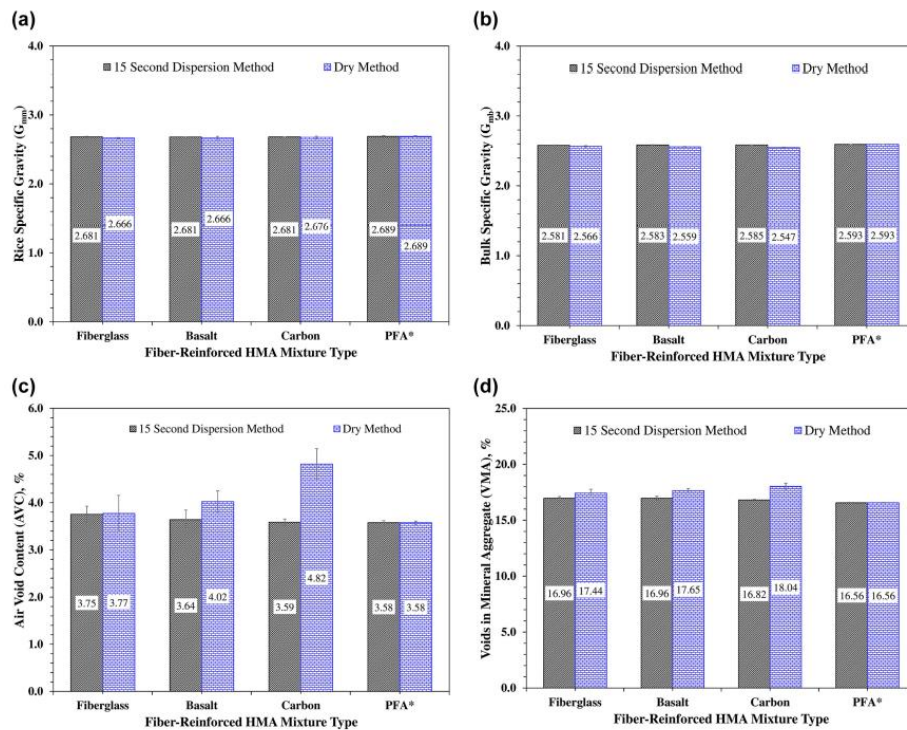 (a)
4.0
3.0
2.0
1.0
0.0
Rice Specific Gravity (Gmm)
15 Second Dispersion Method Dry Method
2.681 2.666 2.681 2.666 2.681 2.676 2.689 2.689
Fiberglass Basalt Carbon PFA*
Fiber-Reinforced HMA Mixture Type
(b)
4.0
3.0
2.0
1.0
0.0
Bulk Specific Gravity (Gmb)
15 Second Dispersion Method Dry Method
2.581 2.566 2.583 2.559 2.585 2.547 2.593 2.593
Fiberglass Basalt Carbon PFA*
Fiber-Reinforced HMA Mixture Type
(c)
6.0
5.0
4.0
3.0
2.0
1.0
0.0
Air Void Content (AVC), %
15 Second Dispersion Method Dry Method
3.75 3.77 3.64 4.02 3.59 4.82 3.58 3.58
Fiberglass Basalt Carbon PFA*
Fiber-Reinforced HMA Mixture Type
(d)
25.0
20.0
15.0
10.0
5.0
0.0
Voids in Mineral Aggregate (VMA), %
15 Second Dispersion Method Dry Method
16.96 17.44 16.96 17.65 16.82 18.04 16.56 16.56
Fiberglass Basalt Carbon PFA*
Fiber-Reinforced HMA Mixture Type